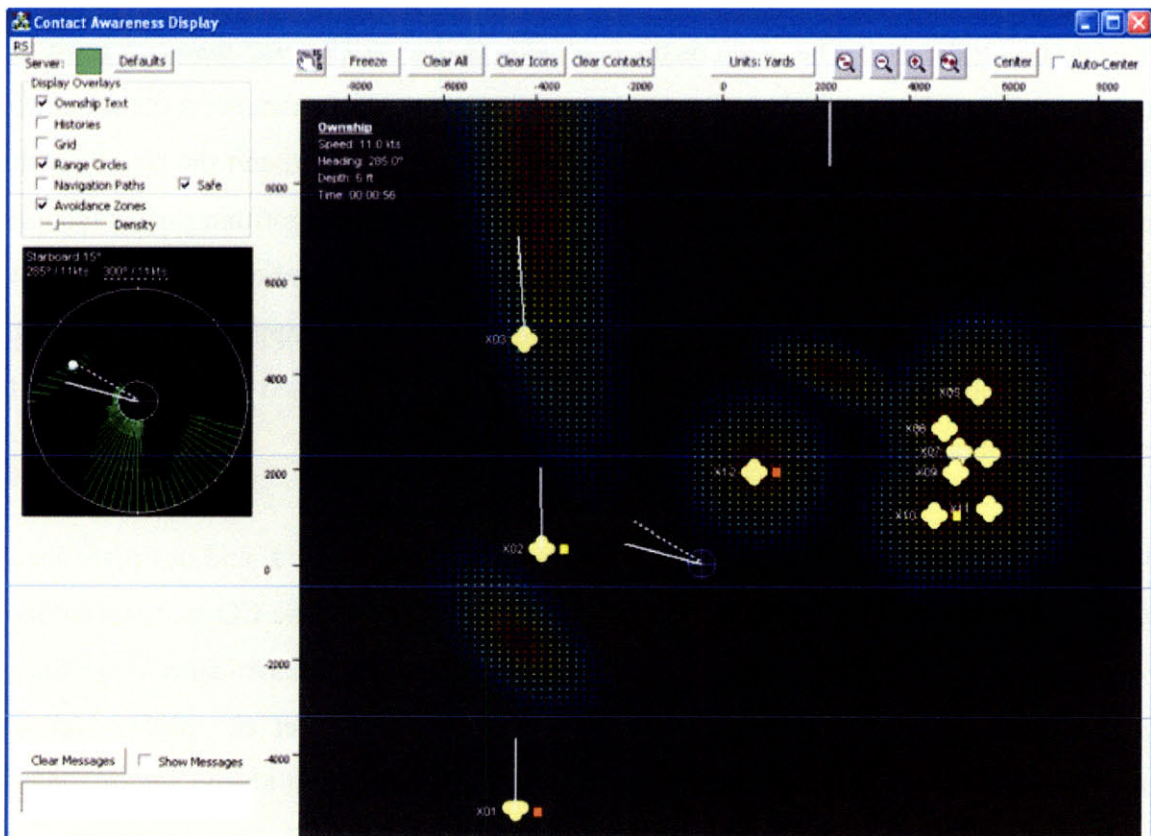 Contact Awareness Display
RS
Server:
Defaults
Freeze
Clear All
Clear Icons
Clear Contacts
Units: Yards
Center
Auto-Center
Display Overlays
Ownship Text
Histories
Grid
Range Circles
Navigation Paths
Safe
Avoidance Zones
Density
-8000
-6000
-4000
-2000
0
2000
4000
6000
8000
Ownship
Speed: 11.0 kts
Heading: 285.0°
Depth: 6 ft
Time: 00:00:56
Starboard 15°
285° / 11kts 300° / 11kts
8000
6000
4000
2000
0
-2000
-4000
X03
X05
X06
X07
X09
X12
X10
X11
X02
X01
Clear Messages
Show Messages